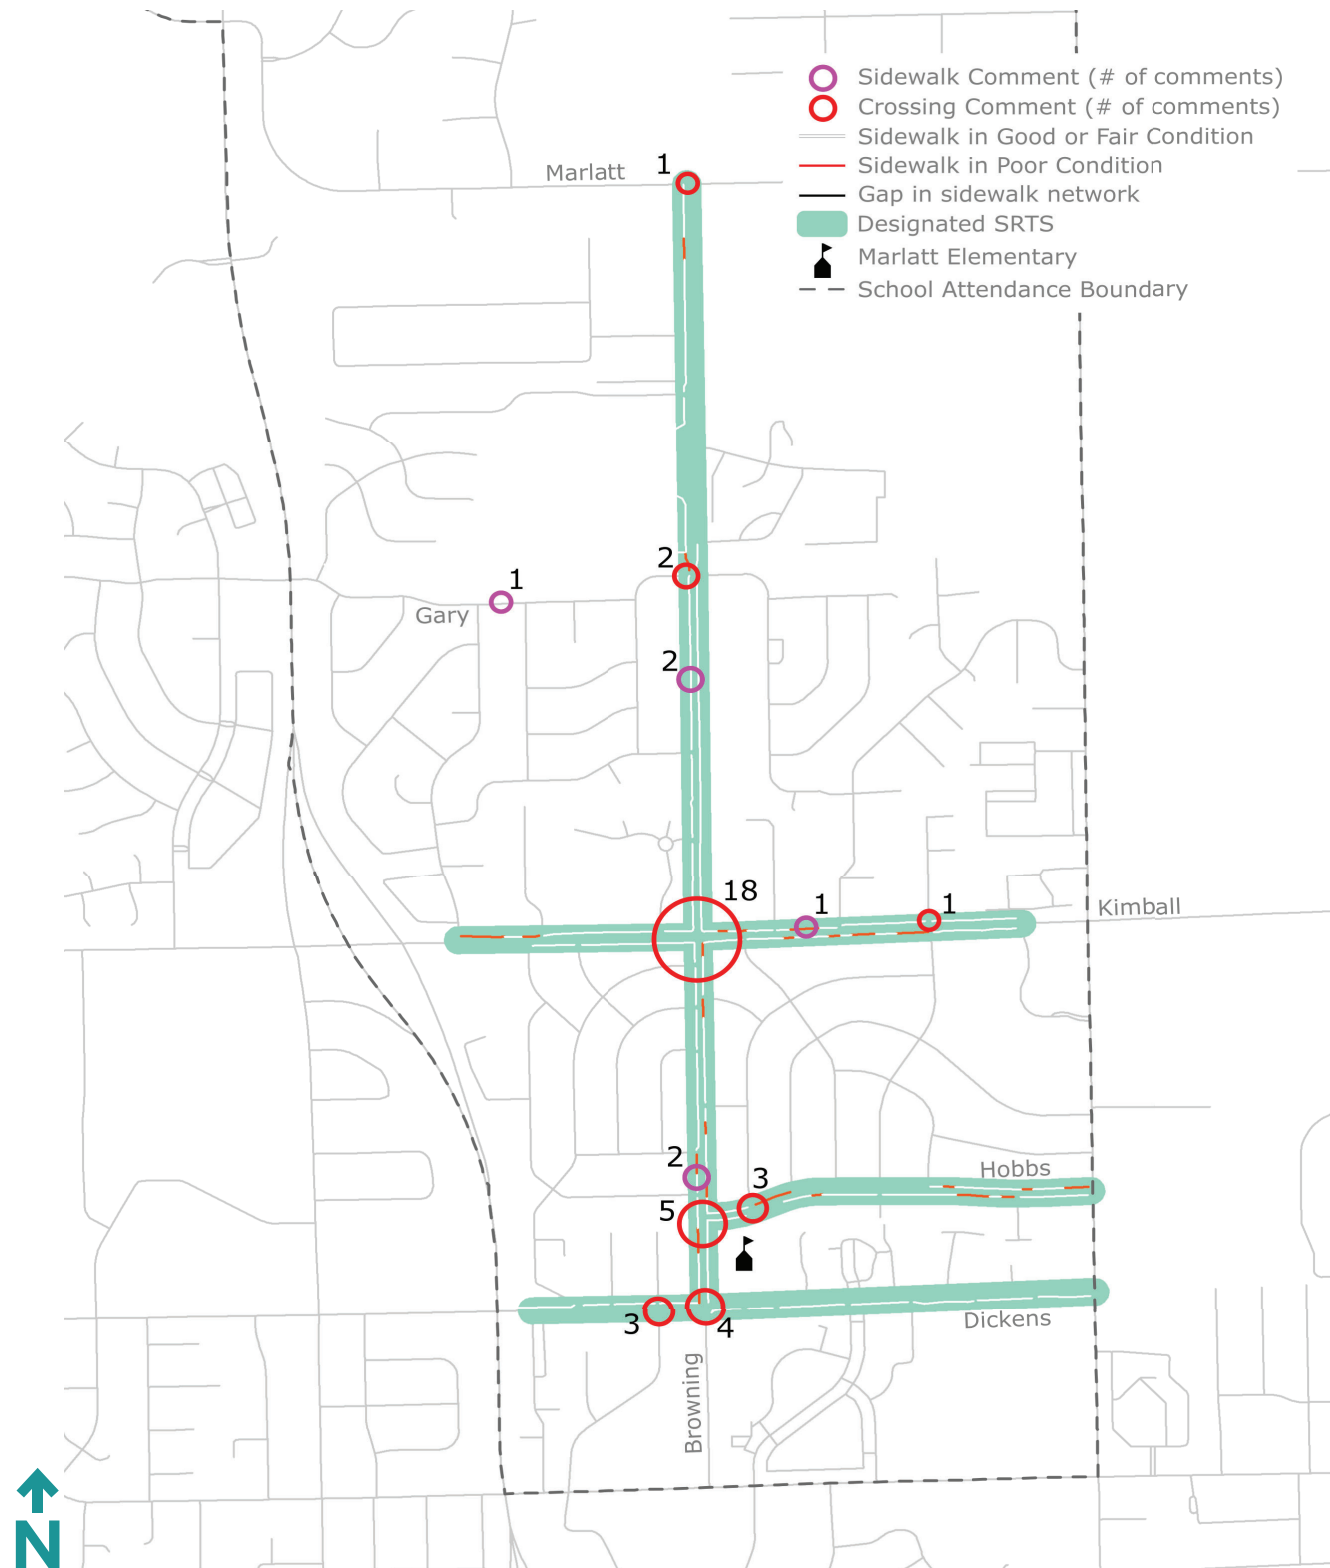 Sidewalk Comment (# of comments)
Crossing Comment (# of comments)
Sidewalk in Good or Fair Condition
Sidewalk in Poor Condition
Gap in sidewalk network
Designated SRTS
Marlatt Elementary
School Attendance Boundary
Marlatt
1
2
1
Gary
2
18
1
1
Kimball
2
3
Hobbs
5
3
4
Dickens
Browning
N